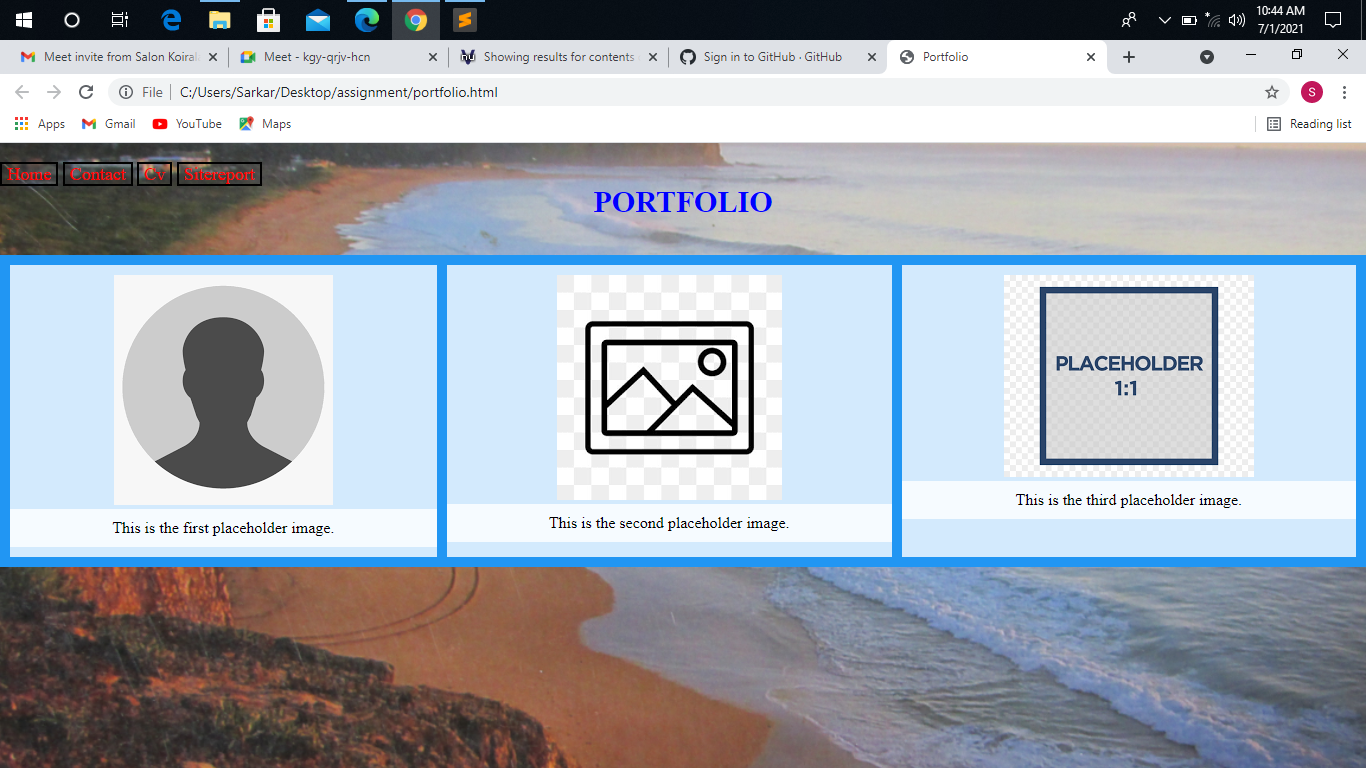 10:44 AM
7/1/2021
Meet invite from Salon Koiral
Meet - kgy-qrjv-hcn
Showing results for contents
Sign in to GitHub · GitHub
Portfolio
File
C:/Users/Sarkar/Desktop/assignment/portfolio.html
S
Apps
Gmail
YouTube
Maps
Reading list
Home
Contact
Cv
Sitereport
PORTFOLIO
PLACEHOLDER
1:1
This is the first placeholder image.
This is the second placeholder image.
This is the third placeholder image.